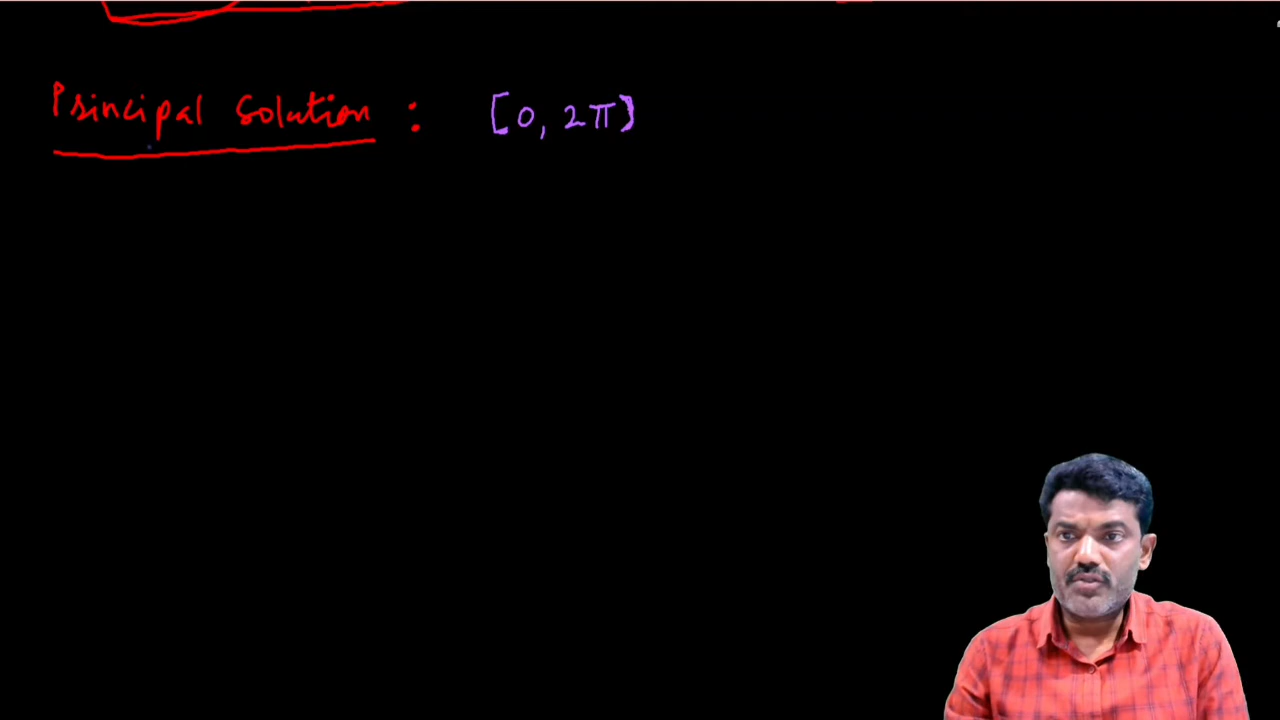 Principal Solution : [0, 2π)